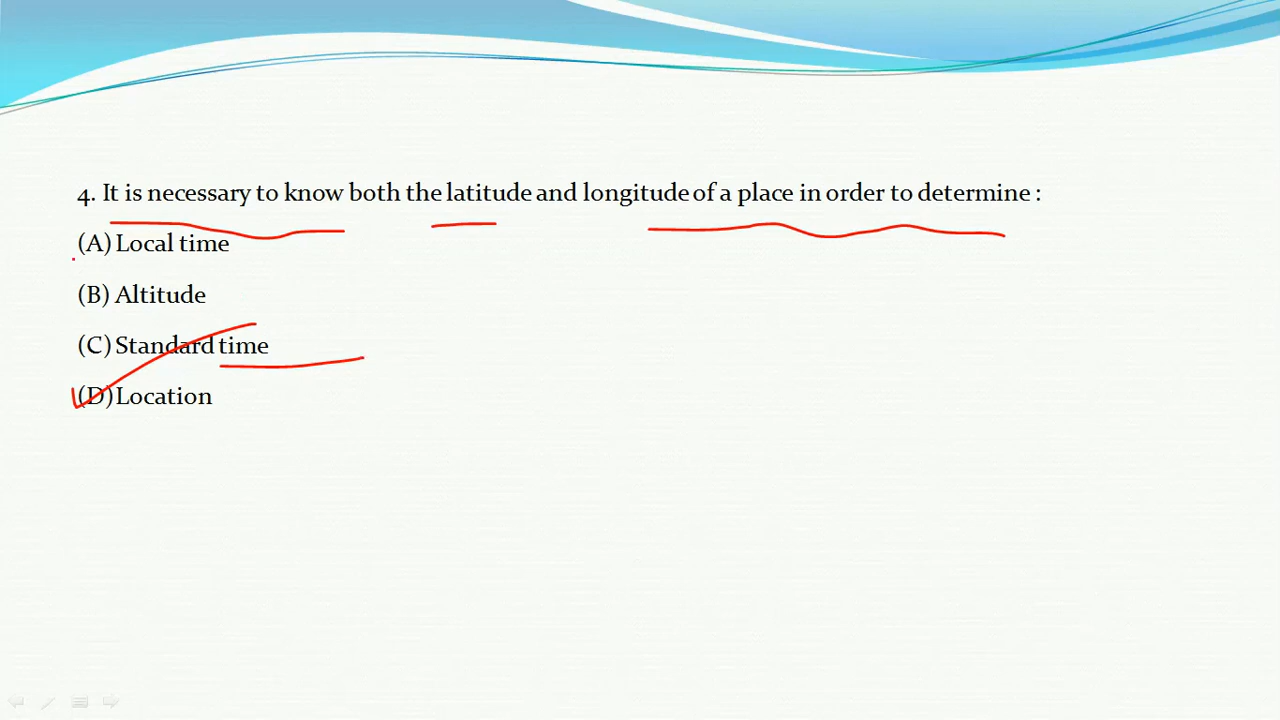 4. It is necessary to know both the latitude and longitude of a place in order to determine :
(A) Local time
(B) Altitude
(C) Standard time
(D) Location